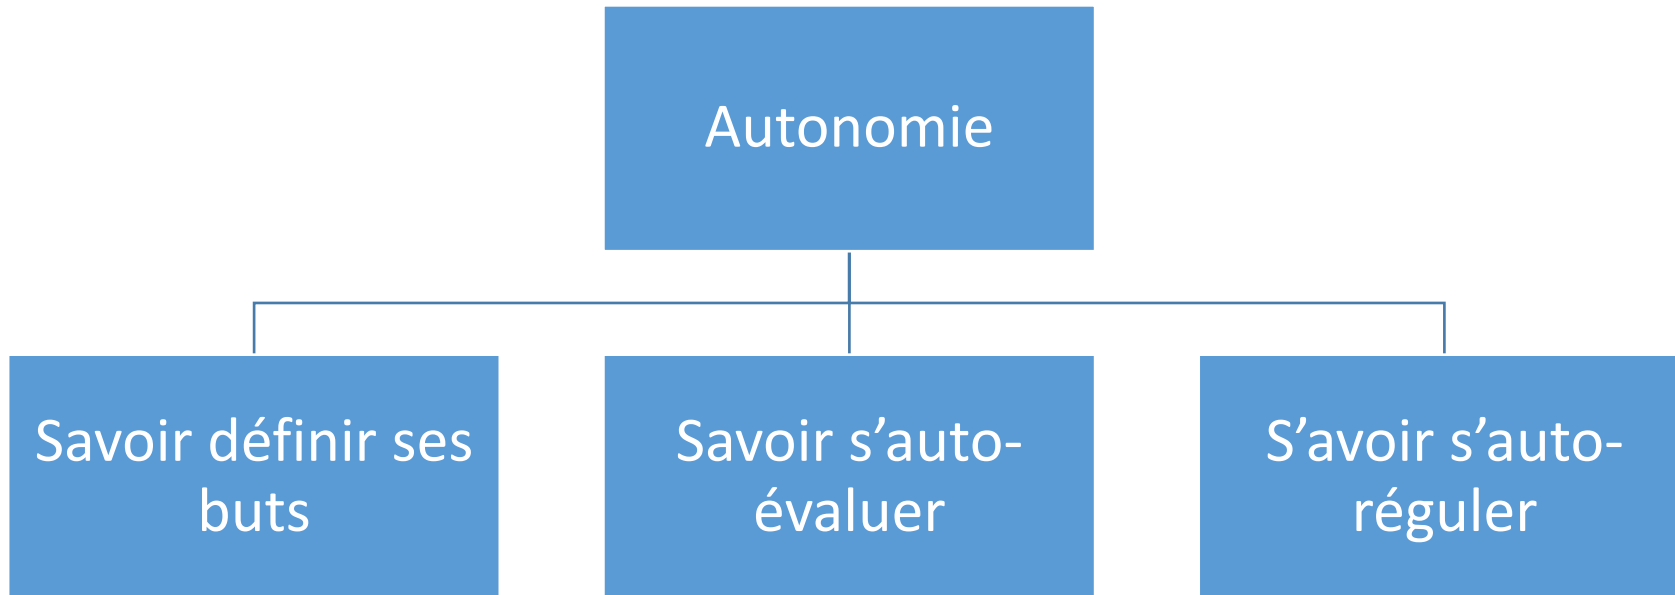 Autonomie
Savoir définir ses
buts
Savoir s’auto-
évaluer
S’avoir s’auto-
réguler